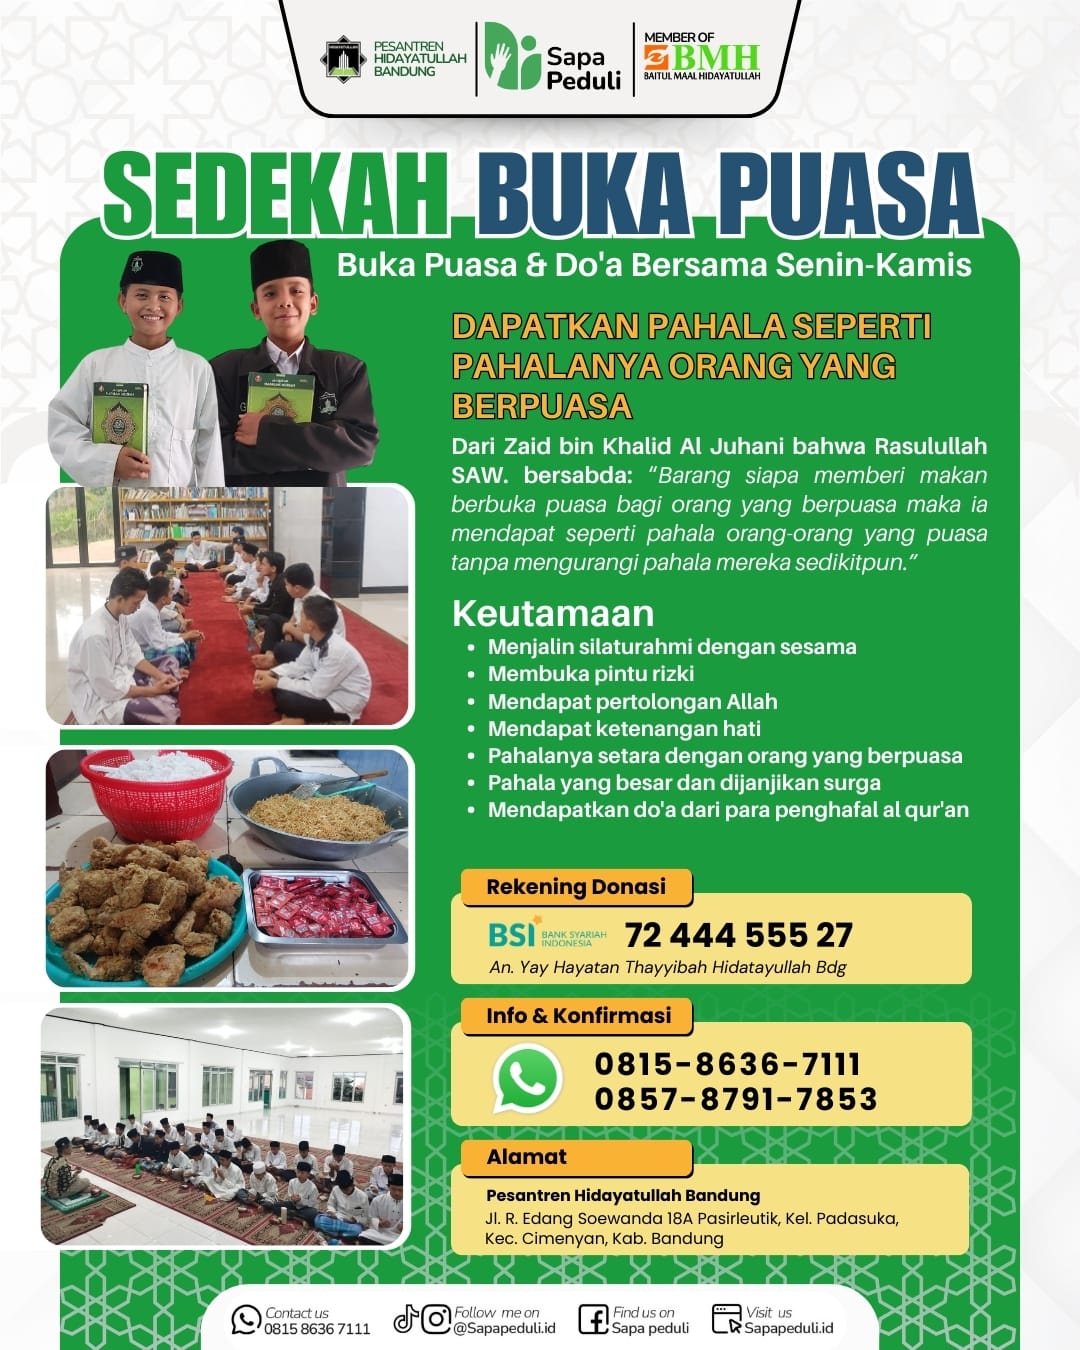 PESANTREN
HIDAYATULLAH
BANDUNG
Sapa
Peduli
MEMBER OF
BMH
BAITUL MAAL HIDAYATULLAH
SEDEKAH BUKA PUASA
Buka Puasa & Do'a Bersama Senin-Kamis
DAPATKAN PAHALA SEPERTI
PAHALANYA ORANG YANG
BERPUASA
Dari Zaid bin Khalid Al Juhani bahwa Rasulullah
SAW. bersabda: “Barang siapa memberi makan
berbuka puasa bagi orang yang berpuasa maka ia
mendapat seperti pahala orang-orang yang puasa
tanpa mengurangi pahala mereka sedikitpun.”
Keutamaan
• Menjalin silaturahmi dengan sesama
• Membuka pintu rizki
• Mendapat pertolongan Allah
• Mendapat ketenangan hati
• Pahalanya setara dengan orang yang berpuasa
• Pahala yang besar dan dijanjikan surga
• Mendapatkan do'a dari para penghafal al qur'an
Rekening Donasi
BSI BANK SYARIAH
INDONESIA
72 444 555 27
An. Yay Hayatan Thayyibah Hidatayullah Bdg
Info & Konfirmasi
0815-8636-7111
0857-8791-7853
Alamat
Pesantren Hidayatullah Bandung
Jl. R. Edang Soewanda 18A Pasirleutik, Kel. Padasuka,
Kec. Cimenyan, Kab. Bandung
Contact us
0815 8636 7111
Follow me on
@Sapapeduli.id
Find us on
Sapa peduli
Visit us
Sapapeduli.id